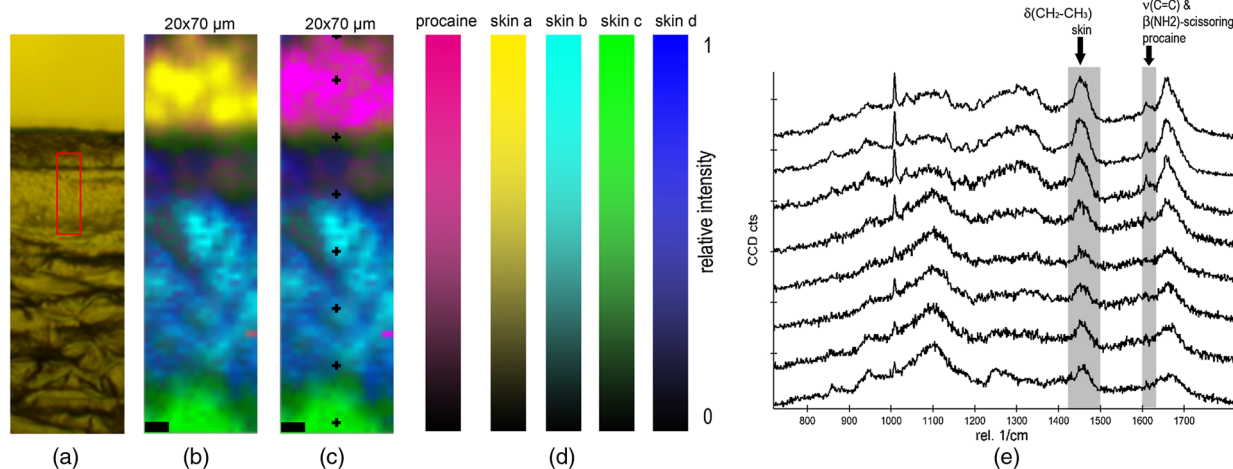 20x70 µm
20x70 µm
procaine
skin a
skin b
skin c
skin d
1
relative intensity
0
(a)
(b)
(c)
(d)
δ(CH₂-CH₃)
skin
ν(C=C) &
β(NH2)-scissoring
procaine
CCD cts
800 900 1000 1100 1200 1300 1400 1500 1600 1700
rel. 1/cm
(e)